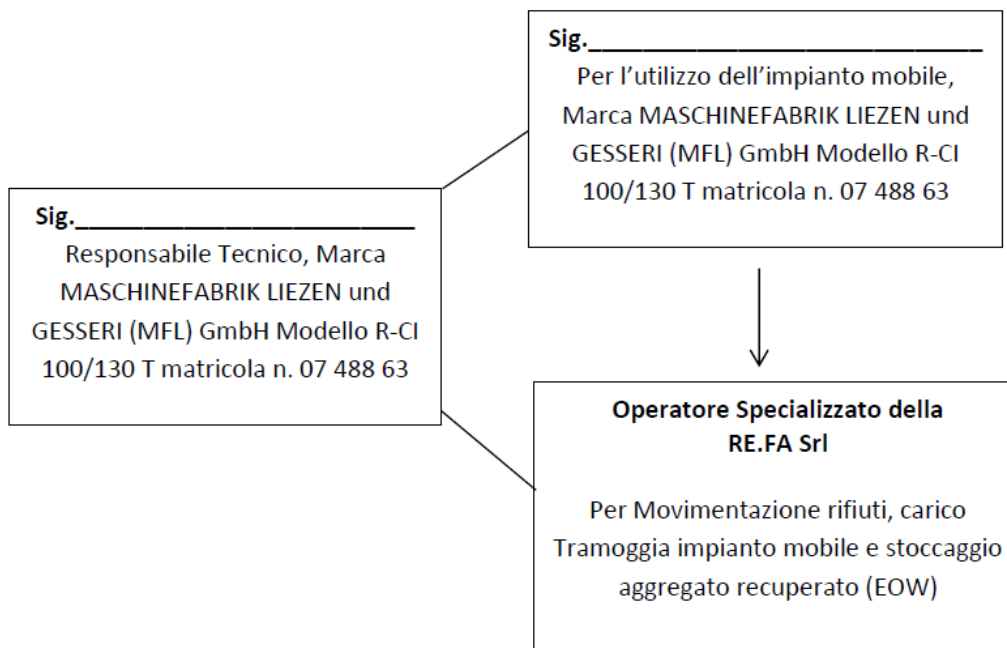 Sig.______________________________
Per l’utilizzo dell’impianto mobile,
Marca MASCHINEFABRIK LIEZEN und
GESSERI (MFL) GmbH Modello R-CI
100/130 T matricola n. 07 488 63
Sig.__________________________
Responsabile Tecnico, Marca
MASCHINEFABRIK LIEZEN und
GESSERI (MFL) GmbH Modello R-CI
100/130 T matricola n. 07 488 63
Operatore Specializzato della
RE.FA Srl
Per Movimentazione rifiuti, carico
Tramoggia impianto mobile e stoccaggio
aggregato recuperato (EOW)